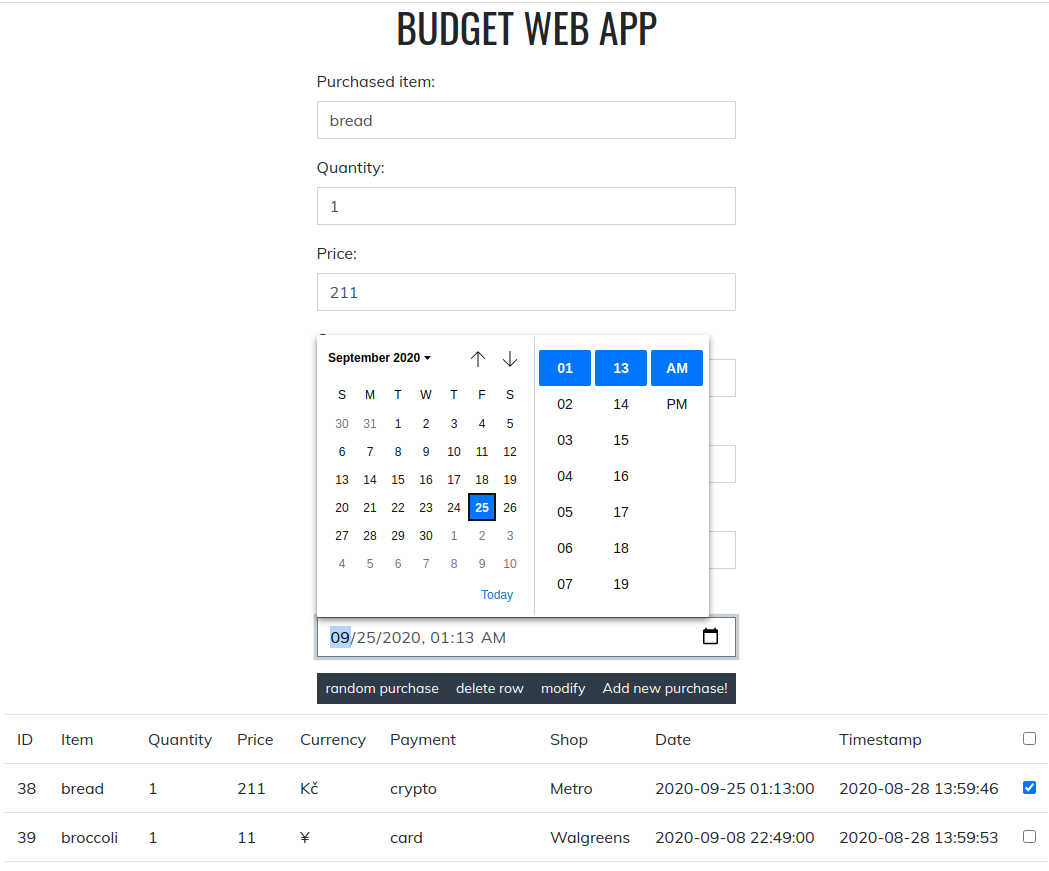 BUDGET WEB APP
Purchased item:
bread
Quantity:
1
Price:
211
September 2020
S M T W T F S
30 31 1 2 3 4 5
6 7 8 9 10 11 12
13 14 15 16 17 18 19
20 21 22 23 24 25 26
27 28 29 30 1 2 3
4 5 6 7 8 9 10
Today
01 13 AM
02 14 PM
03 15
04 16
05 17
06 18
07 19
09/25/2020, 01:13 AM
random purchase delete row modify Add new purchase!
ID Item Quantity Price Currency Payment Shop Date Timestamp
38 bread 1 211 Kč crypto Metro 2020-09-25 01:13:00 2020-08-28 13:59:46
39 broccoli 1 11 ¥ card Walgreens 2020-09-08 22:49:00 2020-08-28 13:59:53